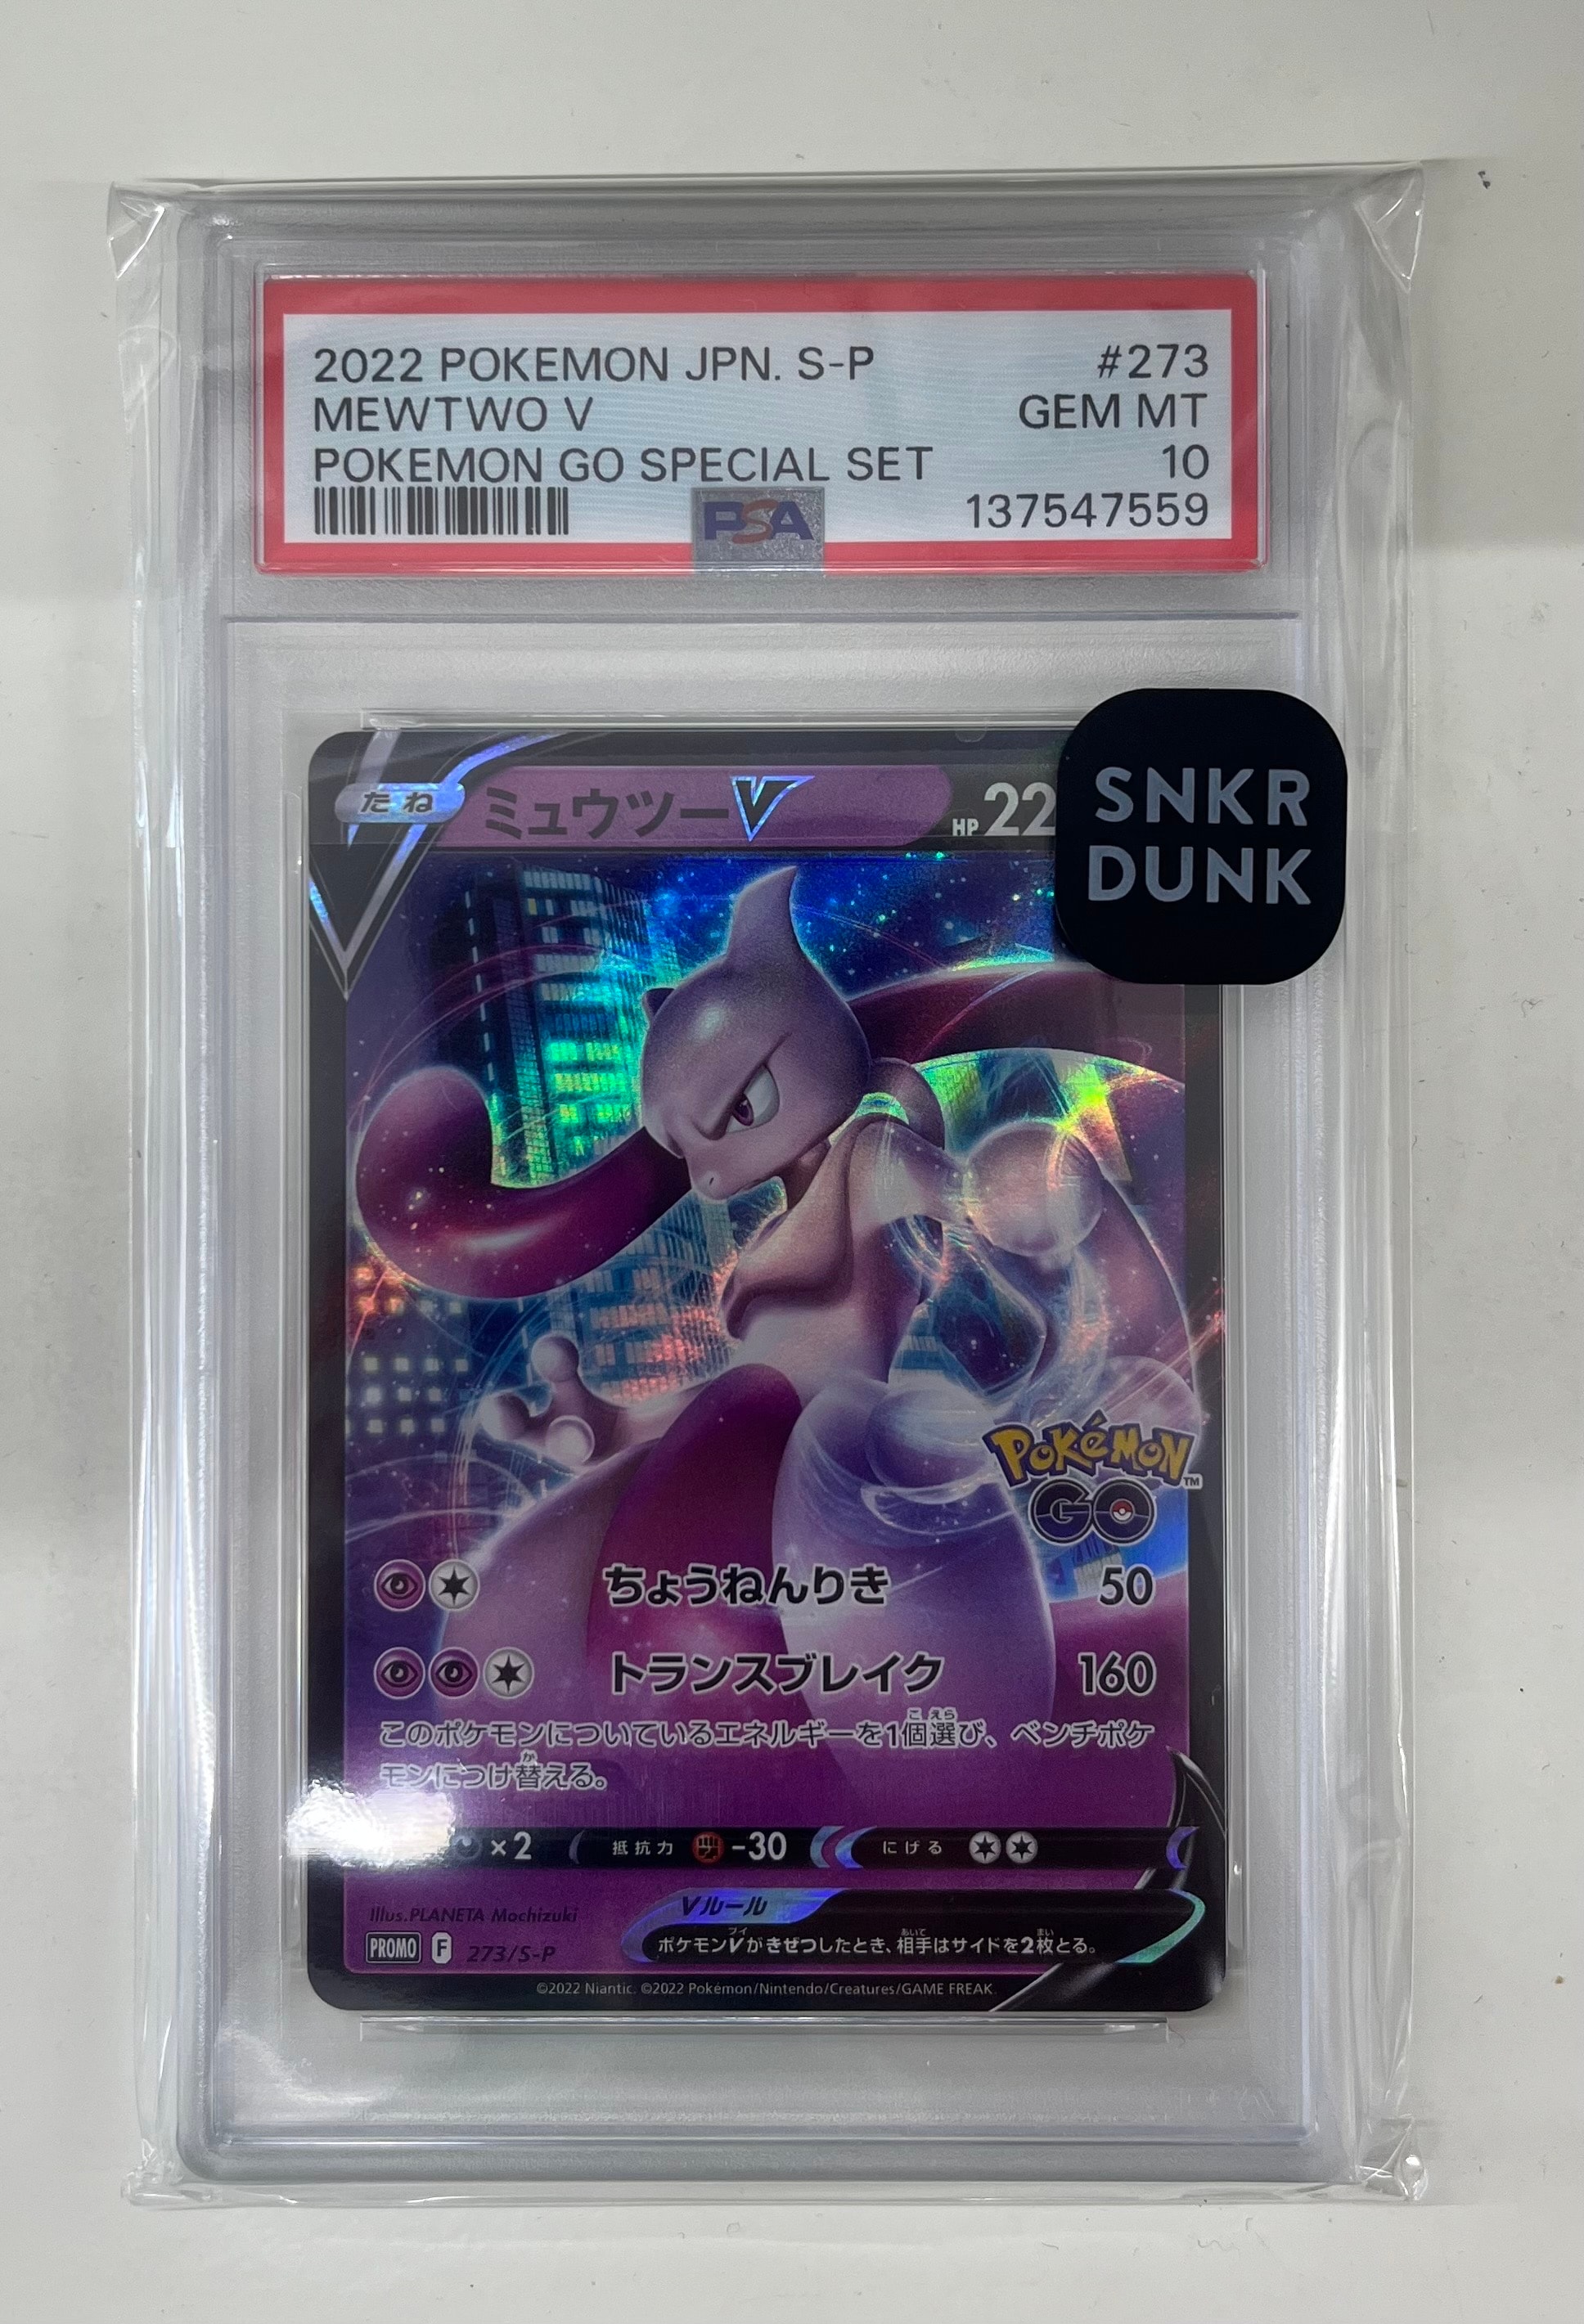 2022 POKEMON JPN. S-P #273
MEWTWO V GEM MT
POKEMON GO SPECIAL SET 10
PSA 137547559
SNKR
DUNK
たね ミュウツーV HP 22
Pokémon™
GO
ちょうねんりき 50
トランスブレイク 160
このポケモンについているエネルギーを1個選び、ベンチポケ
モンにつけ替える。
×2 抵抗力 -30 にげる
Illus.PLANETA Mochizuki
Vルール
ポケモンVがきぜつしたとき、相手はサイドを2枚とる。
PROMO F 273/S-P
©2022 Niantic. ©2022 Pokémon/Nintendo/Creatures/GAME FREAK.